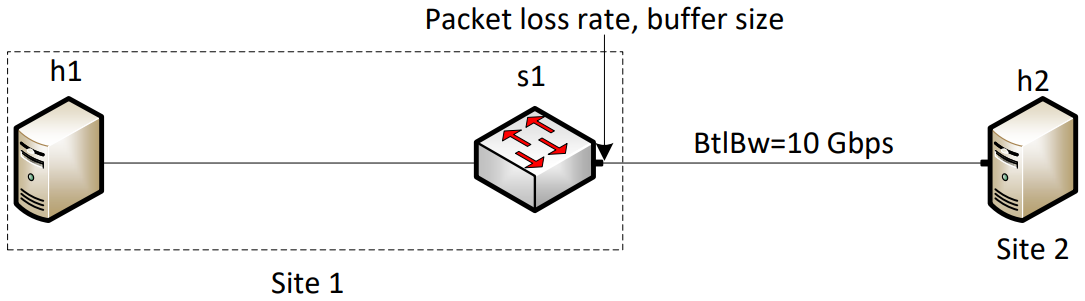 Packet loss rate, buffer size
h1
s1
h2
BtlBw=10 Gbps
Site 2
Site 1